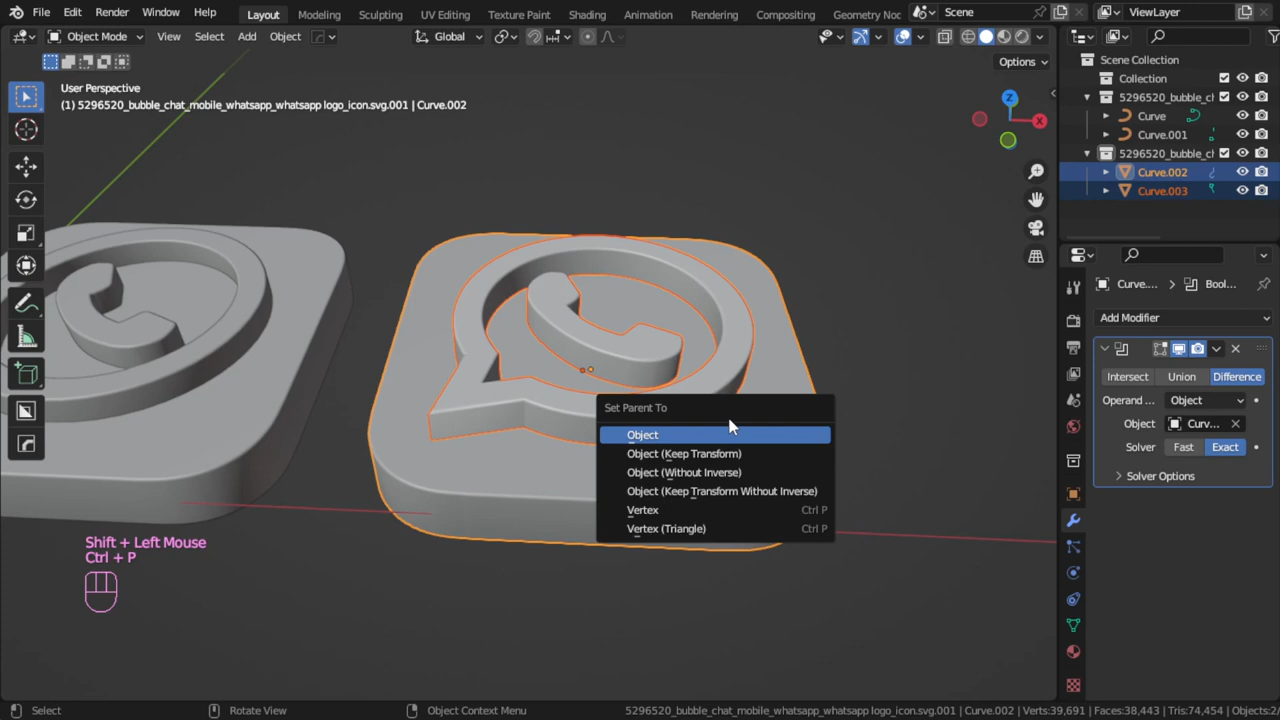 File Edit Render Window Help Layout Modeling Sculpting UV Editing Texture Paint Shading Animation Rendering Compositing Geometry Noc Scene ViewLayer
Object Mode View Select Add Object Global
Options
User Perspective
(1) 5296520_bubble_chat_mobile_whatsapp_whatsapp logo_icon.svg.001 | Curve.002
Z
X
Scene Collection
Collection
5296520_bubble_ch
Curve
Curve.001
5296520_bubble_ch
Curve.002
Curve.003
Curve.... Bool...
Add Modifier
Intersect Union Difference
Operand ... Object
Object Curv...
Solver Fast Exact
Solver Options
Set Parent To
Object
Object (Keep Transform)
Object (Without Inverse)
Object (Keep Transform Without Inverse)
Vertex Ctrl P
Vertex (Triangle) Ctrl P
Shift + Left Mouse
Ctrl + P
Select Rotate View Object Context Menu 5296520_bubble_chat_mobile_whatsapp_whatsapp logo_icon.svg.001 | Curve.002 | Verts:39,691 | Faces:38,443 | Tris:74,454 | Objects:2/